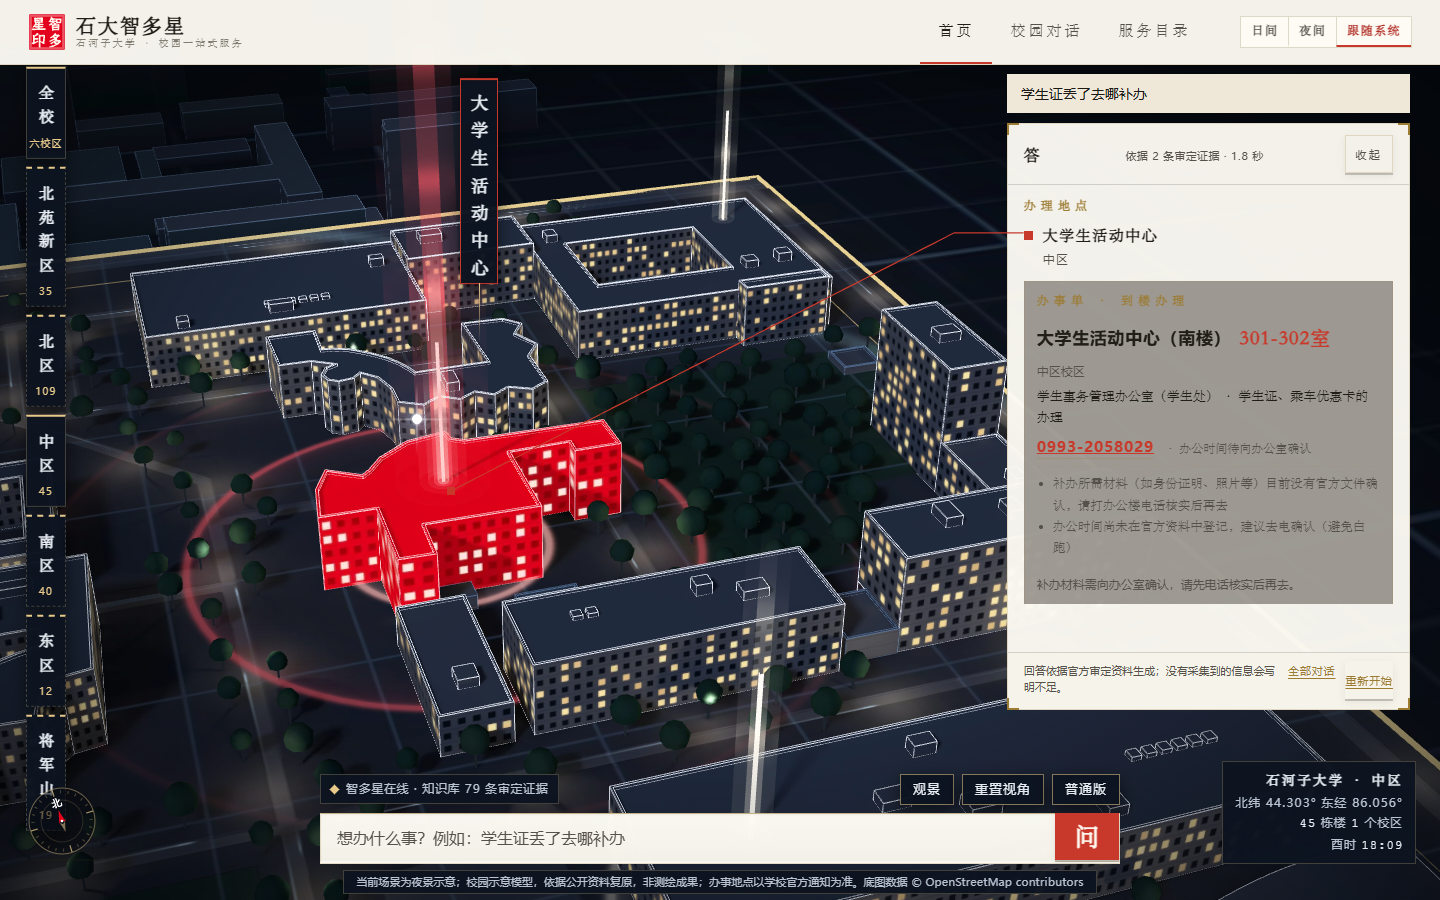 智多
星印
石大智多星
石河子大学 · 校园一站式服务
首页
校园对话
服务目录
日间
夜间
跟随系统
全校
六校区
北苑新区
35
北区
109
中区
45
南区
40
东区
12
将军山
19
北
大学生活动中心
学生证丢了去哪补办
答
依据 2 条审定证据 · 1.8 秒
收起
办理地点
大学生活动中心
中区
办事单 · 到楼办理
大学生活动中心（南楼） 301-302室
中区校区
学生事务管理办公室（学生处） · 学生证、乘车优惠卡的
办理
0993-2058029 · 办公时间待向办公室确认
补办所需材料（如身份证明、照片等）目前没有官方文件确
认，请打办公楼电话核实后再去
办公时间尚未在官方资料中登记，建议去电确认（避免白
跑）
补办材料需向办公室确认，请先电话核实后再去。
回答依据官方审定资料生成；没有采集到的信息会写
明不足。
全部对话
重新开始
智多星在线 · 知识库 79 条审定证据
观景
重置视角
普通版
想办什么事？例如：学生证丢了去哪补办
问
当前场景为夜景示意；校园示意模型，依据公开资料复原，非测绘成果；办事地点以学校官方通知为准。底图数据 © OpenStreetMap contributors
石河子大学 · 中区
北纬 44.303° 东经 86.056°
45 栋楼 1 个校区
酉时 18:09